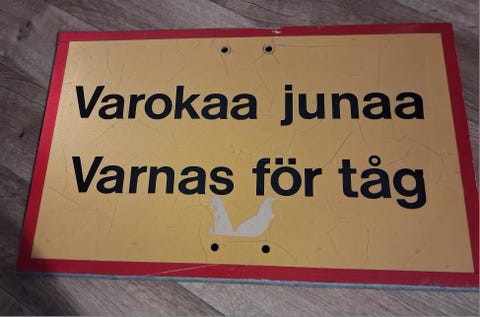 Varokaa junaa
Varnas för tåg